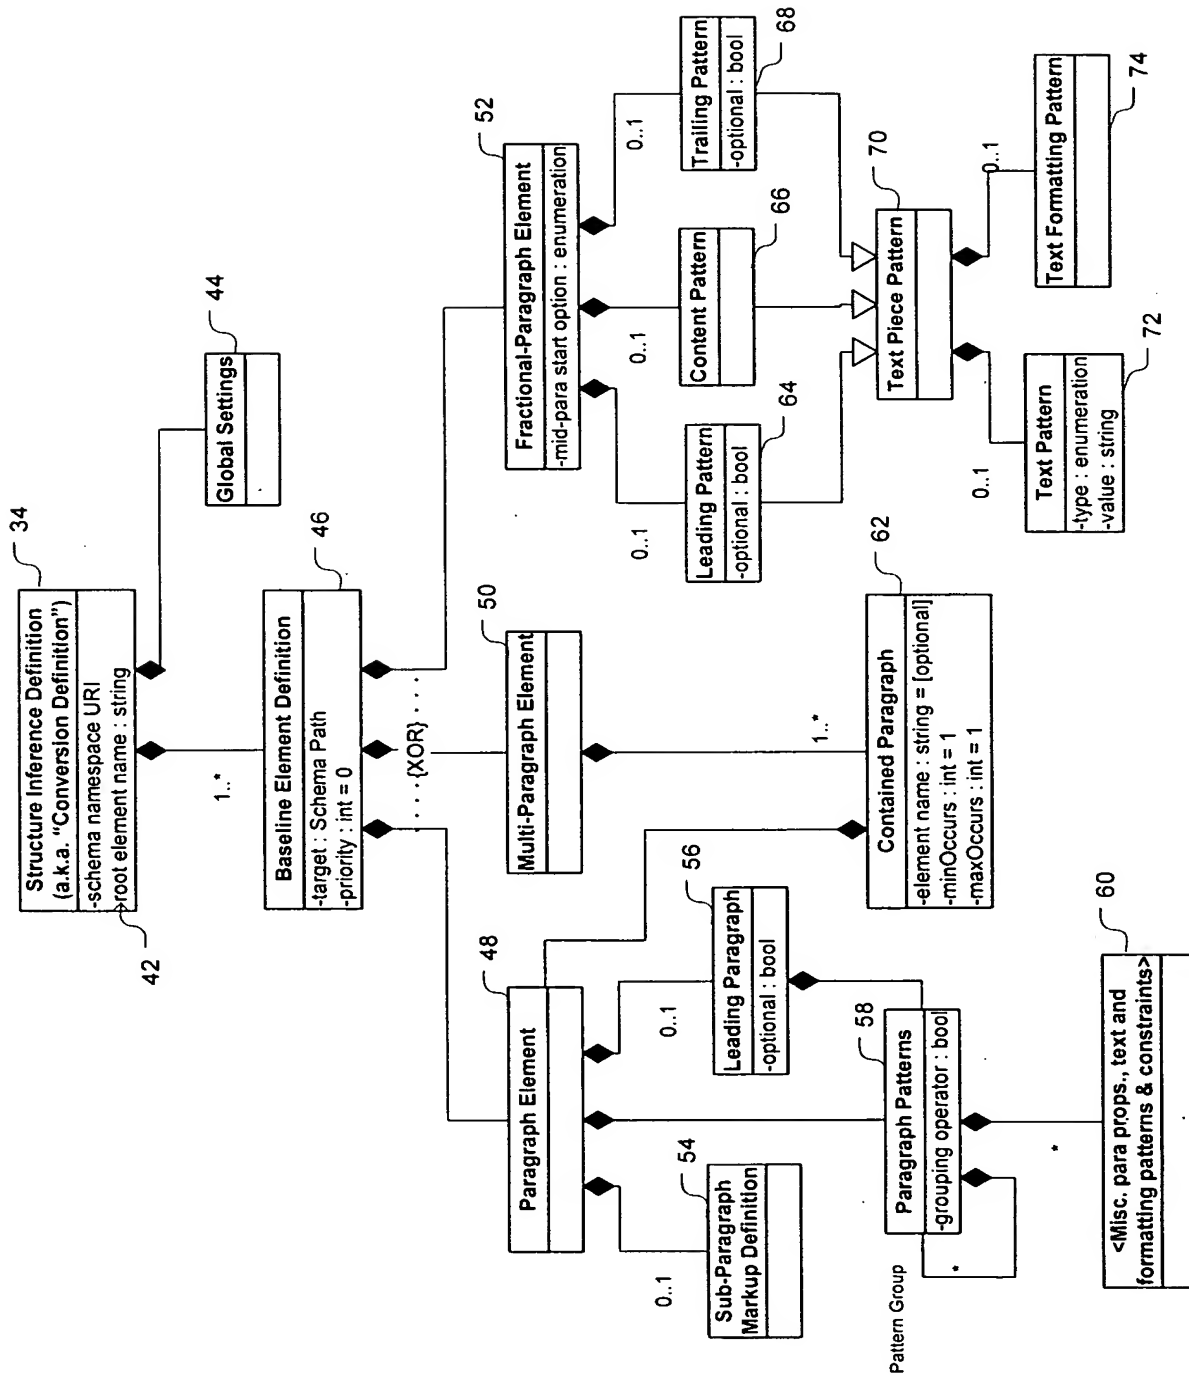 34
Structure Inference Definition
(a.k.a. "Conversion Definition")
-schema namespace URI
-root element name : string
42
Global Settings
44
1..*
Baseline Element Definition
-target : Schema Path
-priority : int = 0
46
{XOR}
Paragraph Element
48
Multi-Paragraph Element
50
Fractional-Paragraph Element
-mid-para start option : enumeration
52
0..1
Sub-Paragraph
Markup Definition
54
0..1
Leading Paragraph
-optional : bool
56
Paragraph Patterns
-grouping operator : bool
58
Pattern Group
*
*
<Misc. para props., text and
formatting patterns & constraints>
60
1..*
Contained Paragraph
-element name : string = [optional]
-minOccurs : int = 1
-maxOccurs : int = 1
62
0..1
Leading Pattern
-optional : bool
64
0..1
Content Pattern
66
0..1
Trailing Pattern
-optional : bool
68
Text Piece Pattern
70
0..1
Text Pattern
-type : enumeration
-value : string
72
0..1
Text Formatting Pattern
74